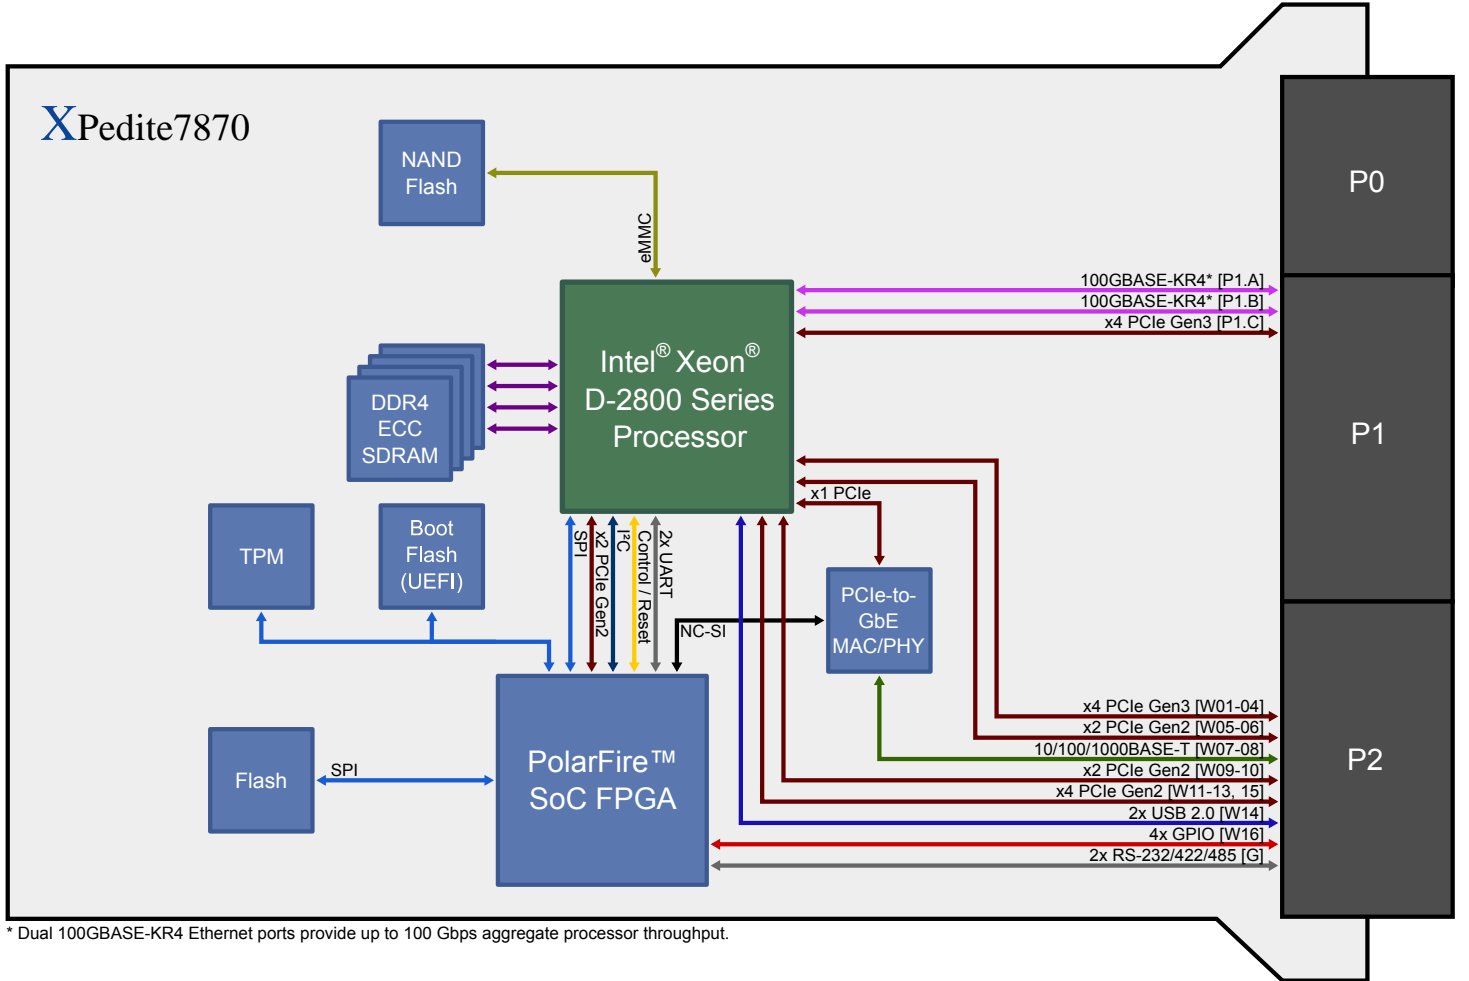 XPedite7870
NAND
Flash
eMMC
P0
100GBASE-KR4* [P1.A]
100GBASE-KR4* [P1.B]
x4 PCIe Gen3 [P1.C]
Intel® Xeon®
D-2800 Series
Processor
DDR4
ECC
SDRAM
P1
x1 PCIe
TPM
Boot
Flash
(UEFI)
SPI
x2 PCIe Gen2
I²C
Control / Reset
2x UART
NC-SI
PCIe-to-
GbE
MAC/PHY
x4 PCIe Gen3 [W01-04]
x2 PCIe Gen2 [W05-06]
10/100/1000BASE-T [W07-08]
x2 PCIe Gen2 [W09-10]
x4 PCIe Gen2 [W11-13, 15]
2x USB 2.0 [W14]
4x GPIO [W16]
2x RS-232/422/485 [G]
P2
Flash
SPI
PolarFire™
SoC FPGA
* Dual 100GBASE-KR4 Ethernet ports provide up to 100 Gbps aggregate processor throughput.